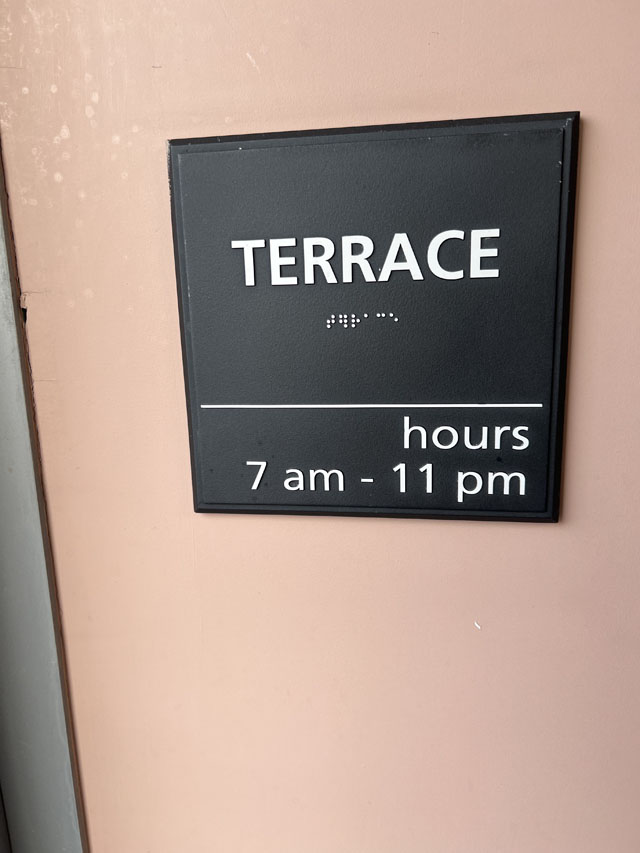 TERRACE
⠞⠻⠗⠁⠉⠑
hours
7 am - 11 pm